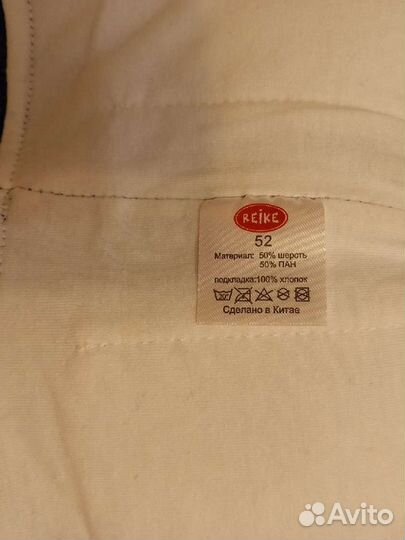 REiKE
52
Материал: 50% шерсть
50% ПАН
подкладка:100% хлопок
Сделано в Китае
Avito